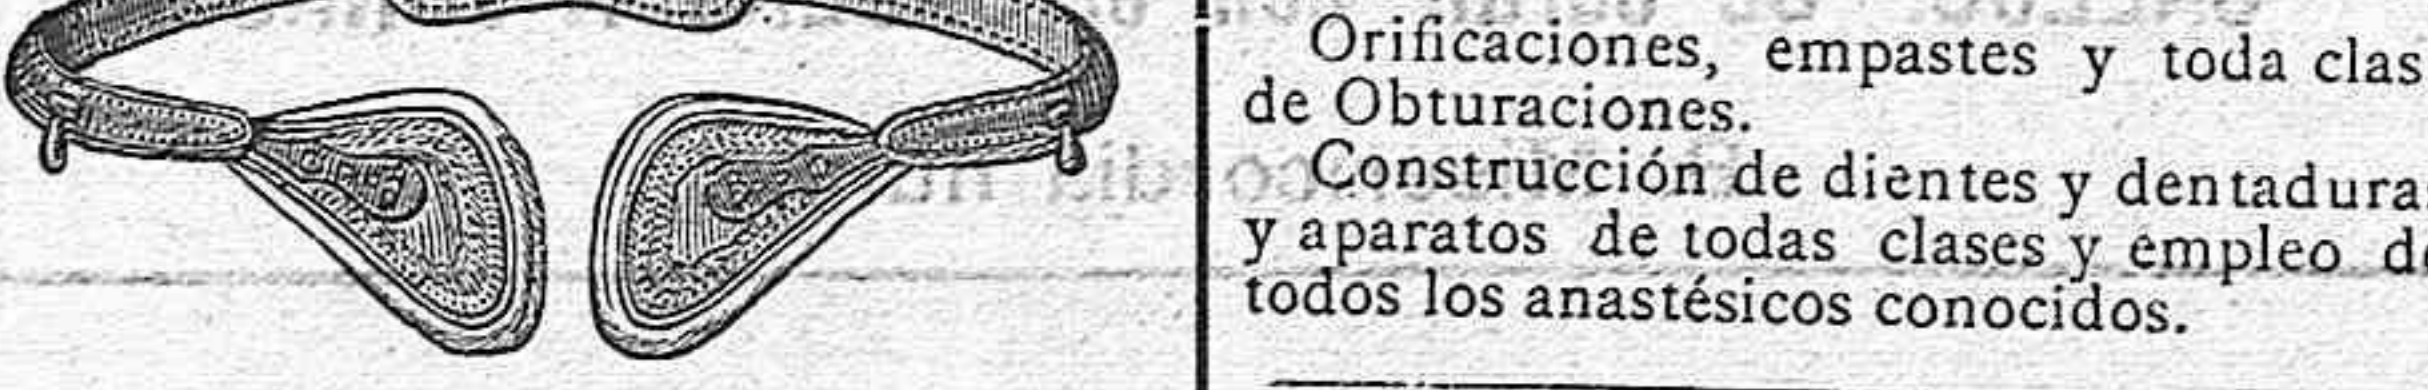 Orificaciones, empastes y toda clas
de Obturaciones.
Construcción de dientes y dentadura
y aparatos de todas clases y empleo de
todos los anastésicos conocidos.